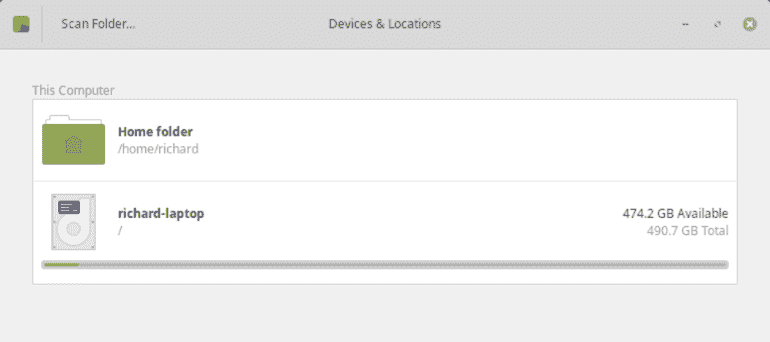 Scan Folder...
Devices & Locations
This Computer
Home folder
/home/richard
richard-laptop
474.2 GB Available
/
490.7 GB Total